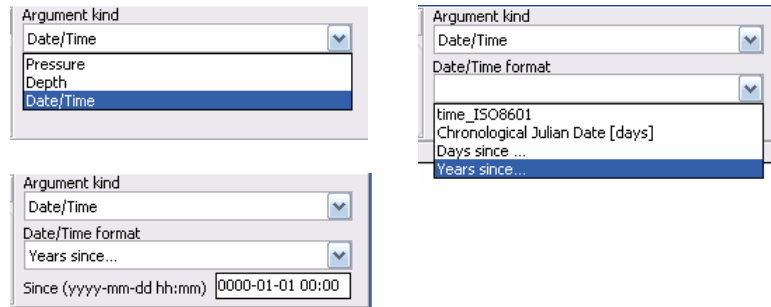 Argument kind
Date/Time
Pressure
Depth
Date/Time
Argument kind
Date/Time
Date/Time format
time_ISO8601
Chronological Julian Date [days]
Days since ...
Years since...
Argument kind
Date/Time
Date/Time format
Years since...
Since (yyyy-mm-dd hh:mm) 0000-01-01 00:00